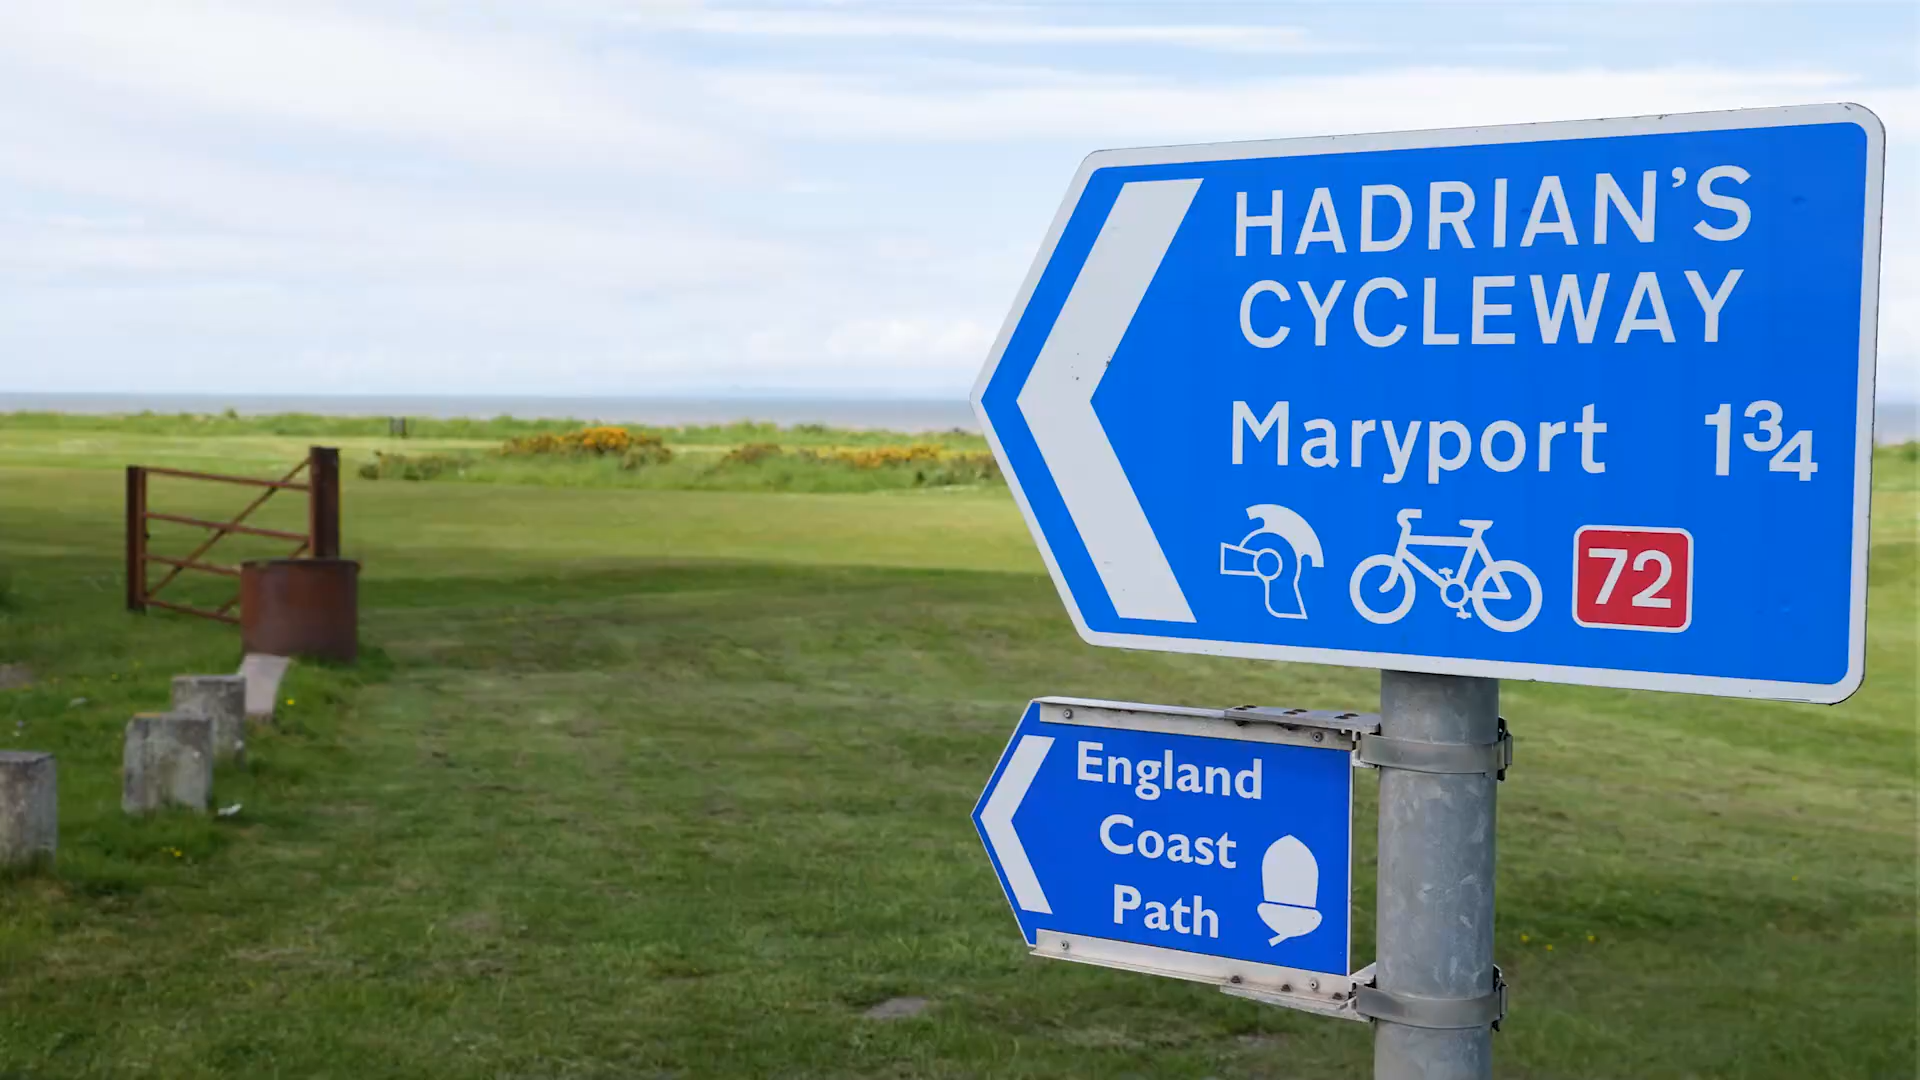 HADRIAN'S
CYCLEWAY
Maryport 1¾
72
England
Coast
Path